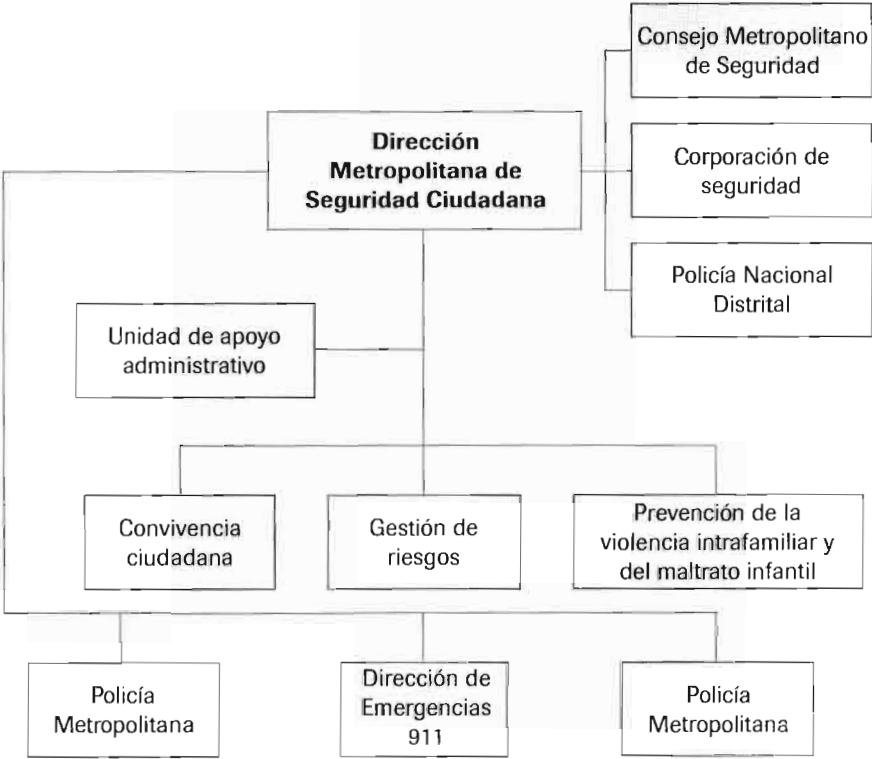 Consejo Metropolitano
de Seguridad
Dirección
Metropolitana de
Seguridad Ciudadana
Corporación de
seguridad
Policía Nacional
Distrital
Unidad de apoyo
administrativo
Convivencia
ciudadana
Gestión de
riesgos
Prevención de la
violencia intrafamiliar y
del maltrato infantil
Policía
Metropolitana
Dirección de
Emergencias
911
Policía
Metropolitana